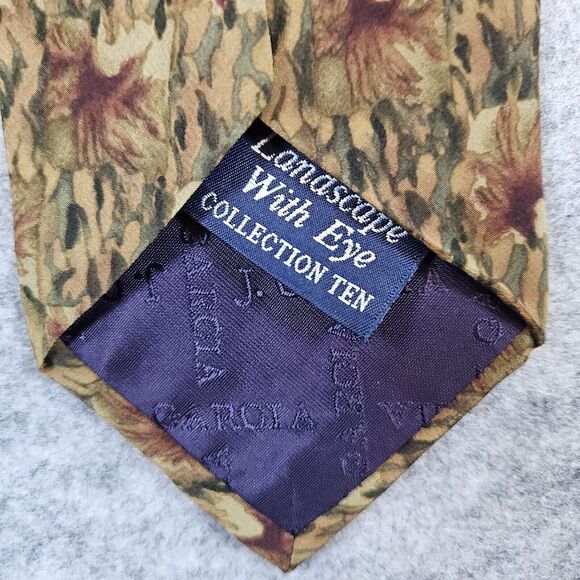 Landscape
With Eye
COLLECTION TEN
J. G
GARCIA
GARCIA